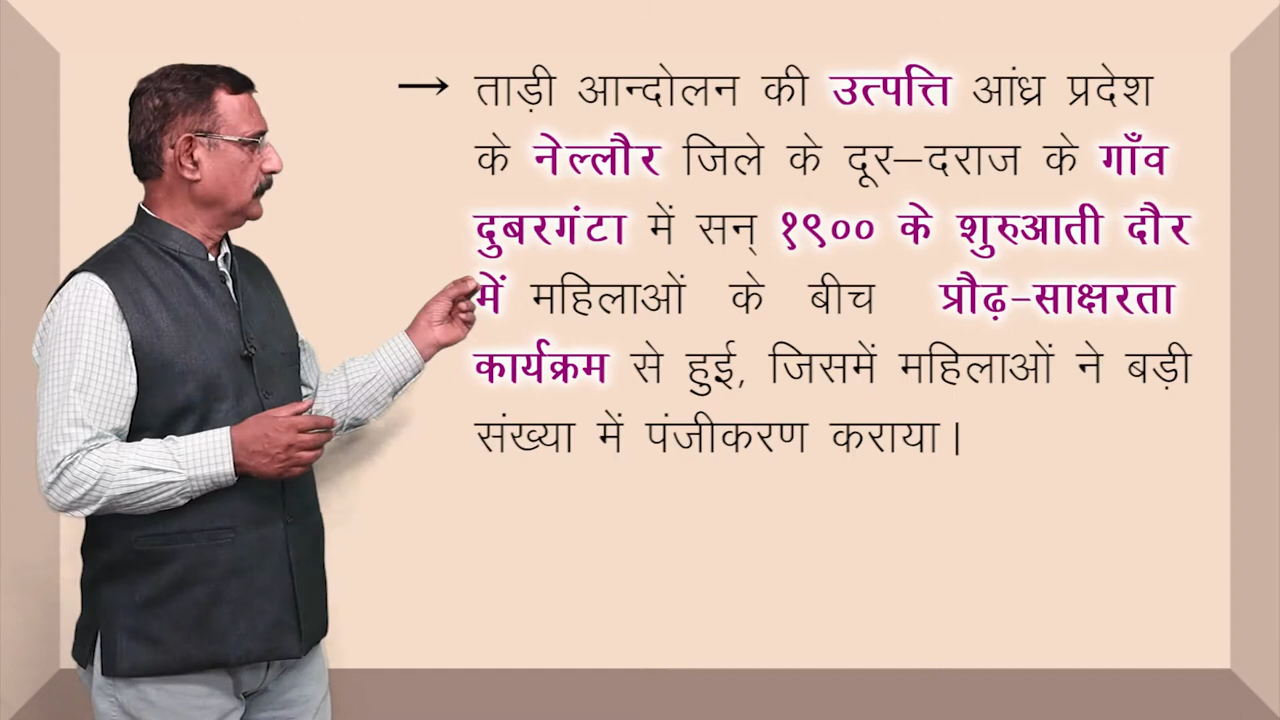 → ताड़ी आन्दोलन की उत्पत्ति आंध्र प्रदेश
के नेल्लौर जिले के दूर–दराज के गाँव
दुबरगंटा में सन् १९०० के शुरुआती दौर
में महिलाओं के बीच प्रौढ़-साक्षरता
कार्यक्रम से हुई, जिसमें महिलाओं ने बड़ी
संख्या में पंजीकरण कराया।